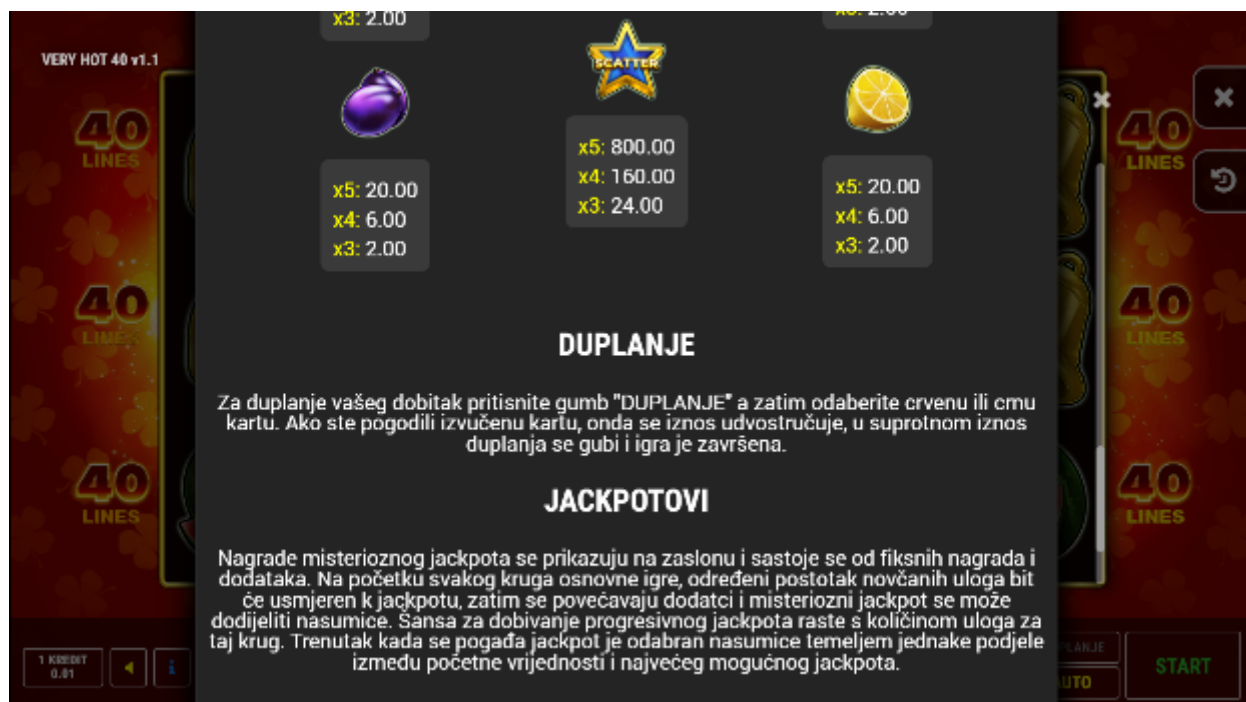 VERY HOT 40 v1.1
x3: 2.00
SCATTER
x5: 20.00
x4: 6.00
x3: 2.00
x5: 800.00
x4: 160.00
x3: 24.00
x5: 20.00
x4: 6.00
x3: 2.00
40
LINES
40
LINES
40
LINES
40
LINES
40
LINES
40
LINES
DUPLANJE
Za duplanje vašeg dobitak pritisnite gumb "DUPLANJE" a zatim odaberite crvenu ili crnu
kartu. Ako ste pogodili izvučenu kartu, onda se iznos udvostručuje, u suprotnom iznos
duplanja se gubi i igra je završena.
JACKPOTOVI
Nagrade misterioznog jackpota se prikazuju na zaslonu i sastoje se od fiksnih nagrada i
dodataka. Na početku svakog kruga osnovne igre, određeni postotak novčanih uloga bit
će usmjeren k jackpotu, zatim se povećavaju dodatci i misteriozni jackpot se može
dodijeliti nasumice. Šansa za dobivanje progresivnog jackpota raste s količinom uloga za
taj krug. Trenutak kada se pogađa jackpot je odabran nasumice temeljem jednake podjele
između početne vrijednosti i najvećeg mogućnog jackpota.
1 KREDIT
0.01
i
START